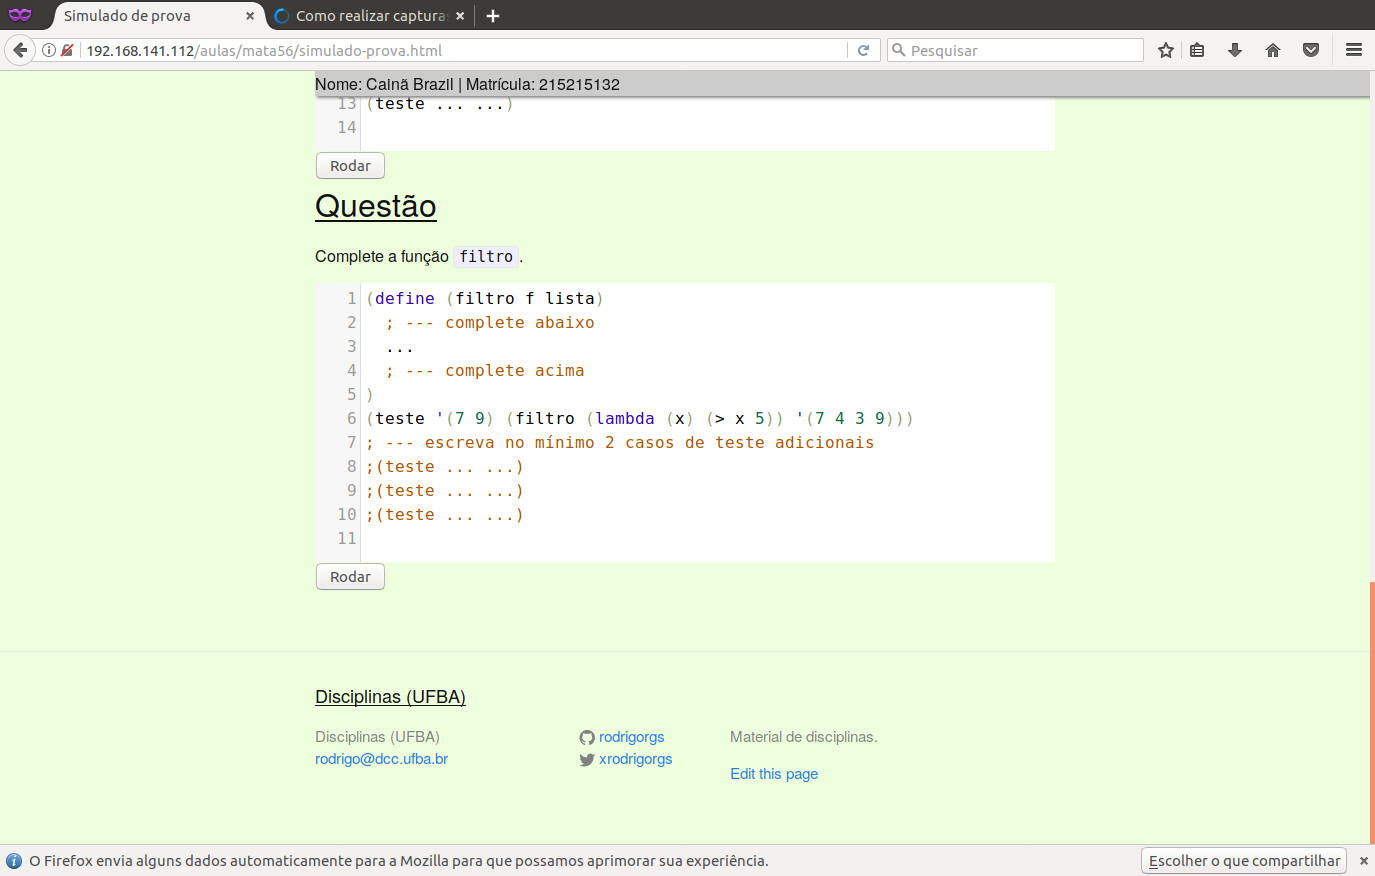 Simulado de prova
Como realizar captura
192.168.141.112/aulas/mata56/simulado-prova.html
Pesquisar
Nome: Cainã Brazil | Matrícula: 215215132
13 (teste ... ...)
14
Rodar
Questão
Complete a função filtro.
1 (define (filtro f lista)
2 ; --- complete abaixo
3 ...
4 ; --- complete acima
5 )
6 (teste '(7 9) (filtro (lambda (x) (> x 5)) '(7 4 3 9)))
7 ; --- escreva no mínimo 2 casos de teste adicionais
8 ;(teste ... ...)
9 ;(teste ... ...)
10 ;(teste ... ...)
11
Rodar
Disciplinas (UFBA)
Disciplinas (UFBA)
rodrigo@dcc.ufba.br
rodrigorgs
xrodrigorgs
Material de disciplinas.
Edit this page
O Firefox envia alguns dados automaticamente para a Mozilla para que possamos aprimorar sua experiência.
Escolher o que compartilhar